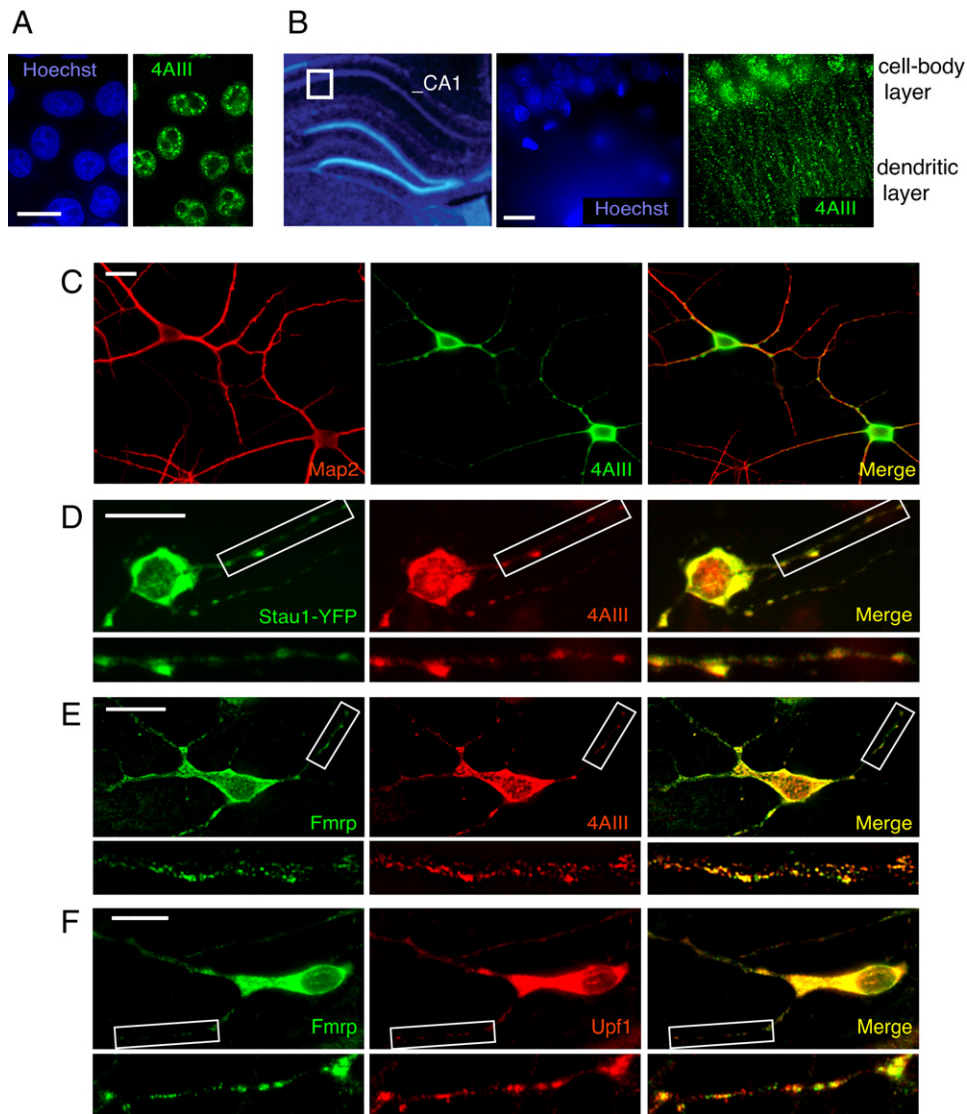 A
Hoechst
4AIII
B
_CA1
Hoechst
4AIII
cell-body
layer
dendritic
layer
C
Map2
4AIII
Merge
D
Stau1-YFP
4AIII
Merge
E
Fmrp
4AIII
Merge
F
Fmrp
Upf1
Merge